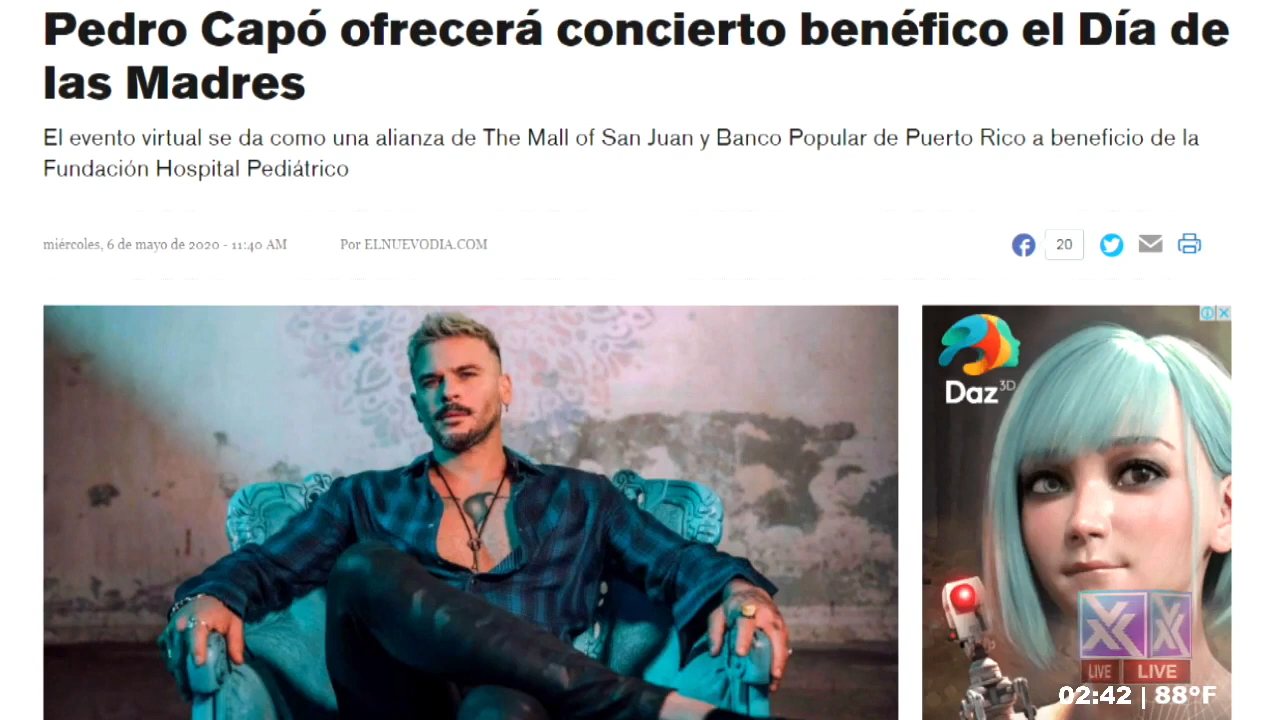 Pedro Capó ofrecerá concierto benéfico el Día de
las Madres
El evento virtual se da como una alianza de The Mall of San Juan y Banco Popular de Puerto Rico a beneficio de la
Fundación Hospital Pediátrico
miércoles, 6 de mayo de 2020 - 11:40 AM
Por ELNUEVODIA.COM
20
Daz 3D
X X
LIVE LIVE
02:42 | 88°F